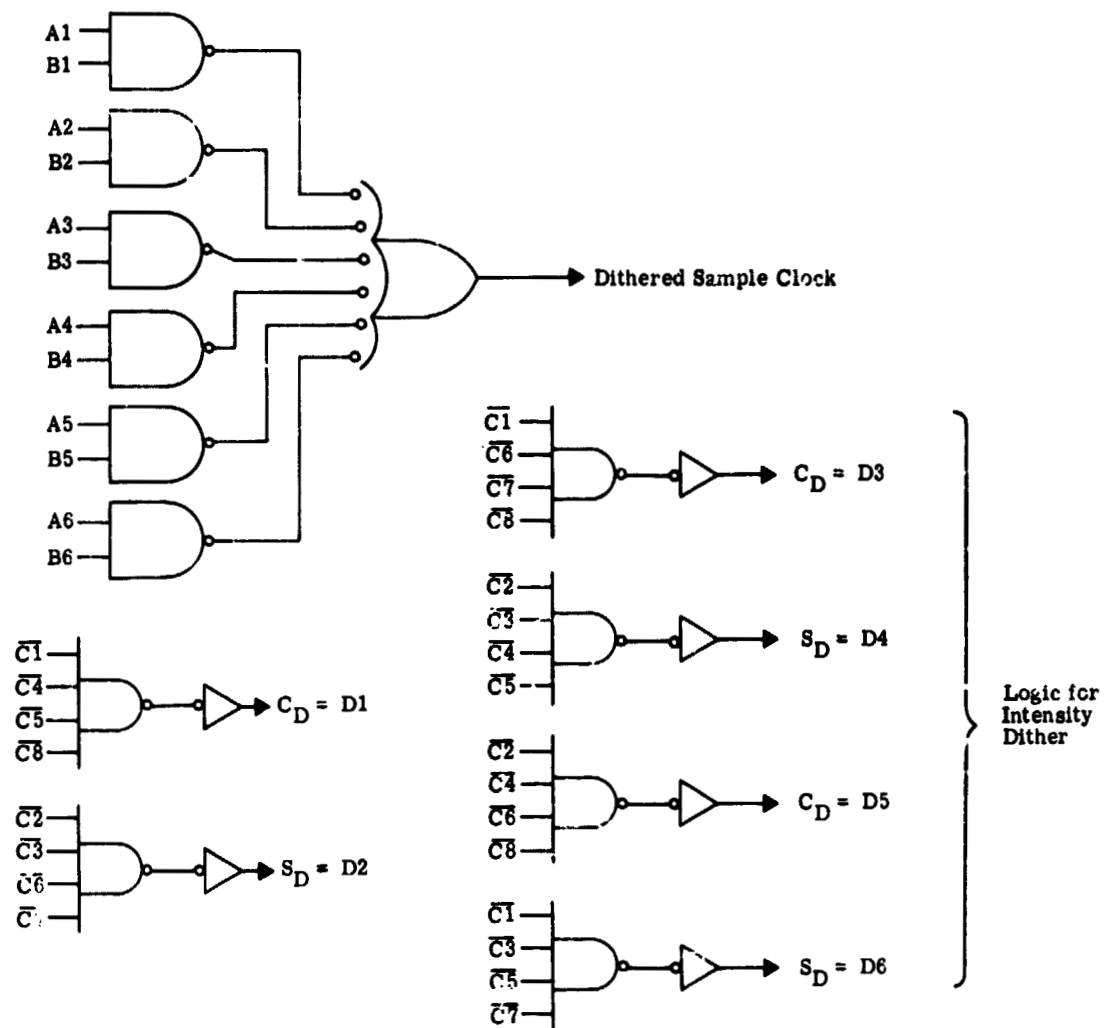 A1
B1
A2
B2
A3
B3
A4
B4
A5
B5
A6
B6
Dithered Sample Clock
C̅1̅
C̅4̅
C̅5̅
C̅8̅
C_D = D1
C̅2̅
C̅3̅
C̅6̅
S_D = D2
C̅1̅
C̅6̅
C̅7̅
C̅8̅
C_D = D3
C̅2̅
C̅3̅
C̅4̅
C̅5̅
S_D = D4
C̅2̅
C̅4̅
C̅6̅
C̅8̅
C_D = D5
C̅1̅
C̅3̅
C̅5̅
C̅7̅
S_D = D6
Logic for
Intensity
Dither